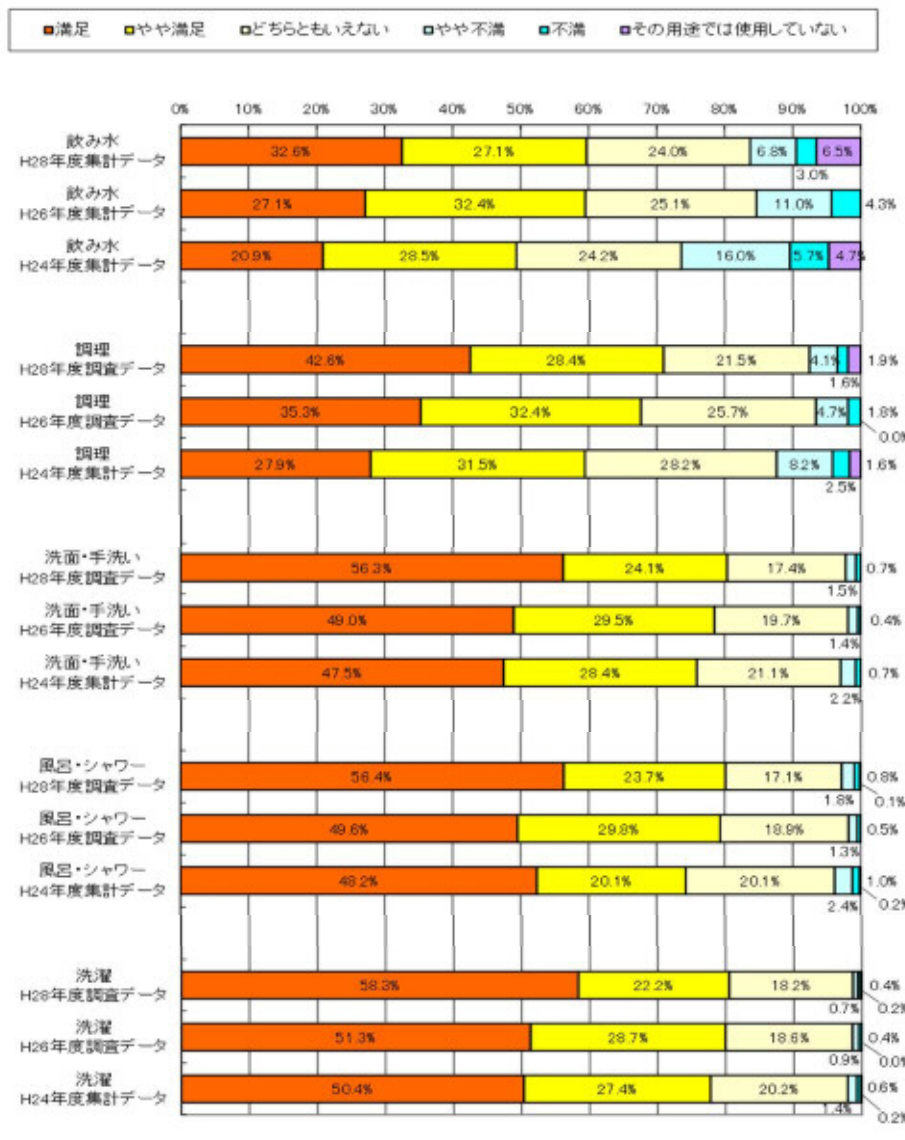 ■満足 ■やや満足 ■どちらともいえない ■やや不満 ■不満 ■その用途では使用していない
0% 10% 20% 30% 40% 50% 60% 70% 80% 90% 100%
飲み水
H28年度集計データ
32.6% 27.1% 24.0% 6.8% 6.5%
3.0%
飲み水
H26年度集計データ
27.1% 32.4% 25.1% 11.0% 4.3%
飲み水
H24年度集計データ
20.9% 28.5% 24.2% 16.0% 5.7% 4.7%
調理
H28年度調査データ
42.6% 28.4% 21.5% 4.1% 1.9%
1.6%
調理
H26年度調査データ
35.3% 32.4% 25.7% 4.7% 1.8%
0.0%
調理
H24年度集計データ
27.9% 31.5% 28.2% 8.2% 1.6%
2.5%
洗面・手洗い
H28年度調査データ
56.3% 24.1% 17.4% 0.7%
1.5%
洗面・手洗い
H26年度調査データ
49.0% 29.5% 19.7% 0.4%
1.4%
洗面・手洗い
H24年度集計データ
47.5% 28.4% 21.1% 0.7%
2.2%
風呂・シャワー
H28年度調査データ
56.4% 23.7% 17.1% 0.8%
1.8% 0.1%
風呂・シャワー
H26年度調査データ
49.6% 29.8% 18.9% 0.5%
1.3%
風呂・シャワー
H24年度集計データ
48.2% 20.1% 20.1% 1.0%
2.4% 0.2%
洗濯
H28年度調査データ
58.3% 22.2% 18.2% 0.4%
0.7% 0.2%
洗濯
H26年度調査データ
51.3% 28.7% 18.6% 0.4%
0.9% 0.0%
洗濯
H24年度集計データ
50.4% 27.4% 20.2% 0.6%
1.4% 0.2%